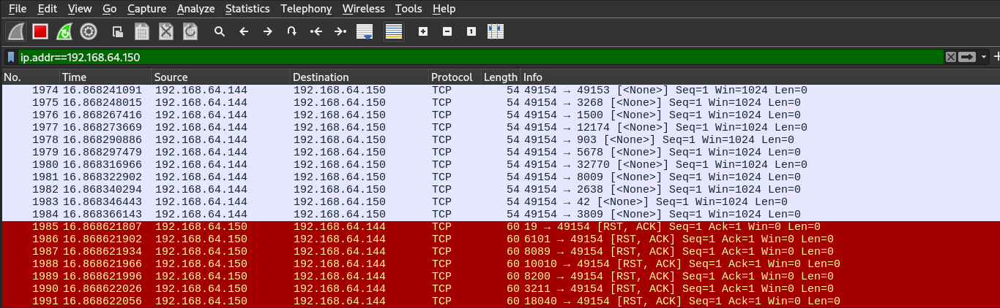 File Edit View Go Capture Analyze Statistics Telephony Wireless Tools Help
ip.addr==192.168.64.150
No. Time Source Destination Protocol Length Info
1974 16.868241091 192.168.64.144 192.168.64.150 TCP 54 49154 → 49153 [<None>] Seq=1 Win=1024 Len=0
1975 16.868248015 192.168.64.144 192.168.64.150 TCP 54 49154 → 3268 [<None>] Seq=1 Win=1024 Len=0
1976 16.868267416 192.168.64.144 192.168.64.150 TCP 54 49154 → 1500 [<None>] Seq=1 Win=1024 Len=0
1977 16.868273669 192.168.64.144 192.168.64.150 TCP 54 49154 → 12174 [<None>] Seq=1 Win=1024 Len=0
1978 16.868290886 192.168.64.144 192.168.64.150 TCP 54 49154 → 903 [<None>] Seq=1 Win=1024 Len=0
1979 16.868297479 192.168.64.144 192.168.64.150 TCP 54 49154 → 5678 [<None>] Seq=1 Win=1024 Len=0
1980 16.868316966 192.168.64.144 192.168.64.150 TCP 54 49154 → 32770 [<None>] Seq=1 Win=1024 Len=0
1981 16.868322902 192.168.64.144 192.168.64.150 TCP 54 49154 → 8009 [<None>] Seq=1 Win=1024 Len=0
1982 16.868340294 192.168.64.144 192.168.64.150 TCP 54 49154 → 2638 [<None>] Seq=1 Win=1024 Len=0
1983 16.868346443 192.168.64.144 192.168.64.150 TCP 54 49154 → 42 [<None>] Seq=1 Win=1024 Len=0
1984 16.868366143 192.168.64.144 192.168.64.150 TCP 54 49154 → 3809 [<None>] Seq=1 Win=1024 Len=0
1985 16.868621807 192.168.64.150 192.168.64.144 TCP 60 19 → 49154 [RST, ACK] Seq=1 Ack=1 Win=0 Len=0
1986 16.868621902 192.168.64.150 192.168.64.144 TCP 60 6101 → 49154 [RST, ACK] Seq=1 Ack=1 Win=0 Len=0
1987 16.868621934 192.168.64.150 192.168.64.144 TCP 60 8089 → 49154 [RST, ACK] Seq=1 Ack=1 Win=0 Len=0
1988 16.868621966 192.168.64.150 192.168.64.144 TCP 60 10010 → 49154 [RST, ACK] Seq=1 Ack=1 Win=0 Len=0
1989 16.868621996 192.168.64.150 192.168.64.144 TCP 60 8200 → 49154 [RST, ACK] Seq=1 Ack=1 Win=0 Len=0
1990 16.868622026 192.168.64.150 192.168.64.144 TCP 60 3211 → 49154 [RST, ACK] Seq=1 Ack=1 Win=0 Len=0
1991 16.868622056 192.168.64.150 192.168.64.144 TCP 60 18040 → 49154 [RST, ACK] Seq=1 Ack=1 Win=0 Len=0